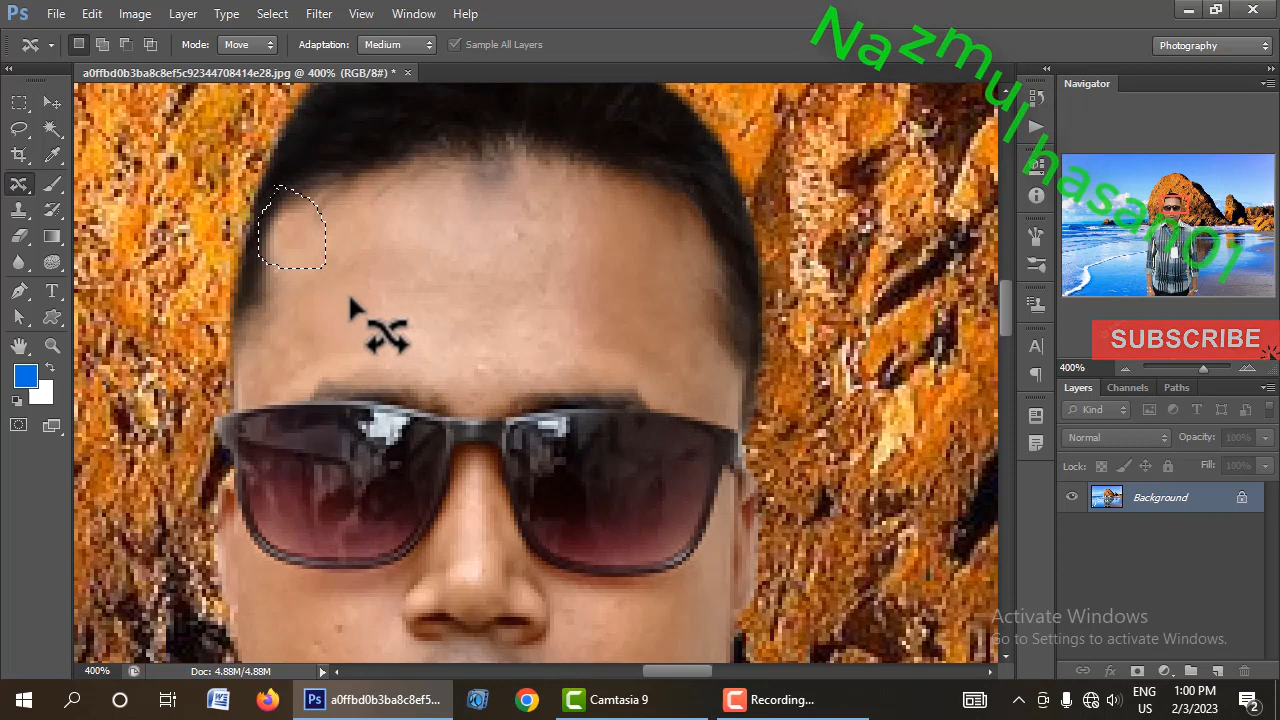 Ps File Edit Image Layer Type Select Filter View Window Help
Mode: Move Adaptation: Medium Sample All Layers Photography
a0ffbd0b3ba8c8ef5c92344708414e28.jpg @ 400% (RGB/8#) * ×
Nazmul hasanol
Navigator
SUBSCRIBE
400%
Layers Channels Paths
Kind
Normal Opacity: 100%
Lock: Fill: 100%
Background
Activate Windows
Go to Settings to activate Windows.
400% Doc: 4.88M/4.88M
a0ffbd0b3ba8c8ef5... Camtasia 9 Recording...
ENG
US
1:00 PM
2/3/2023
2